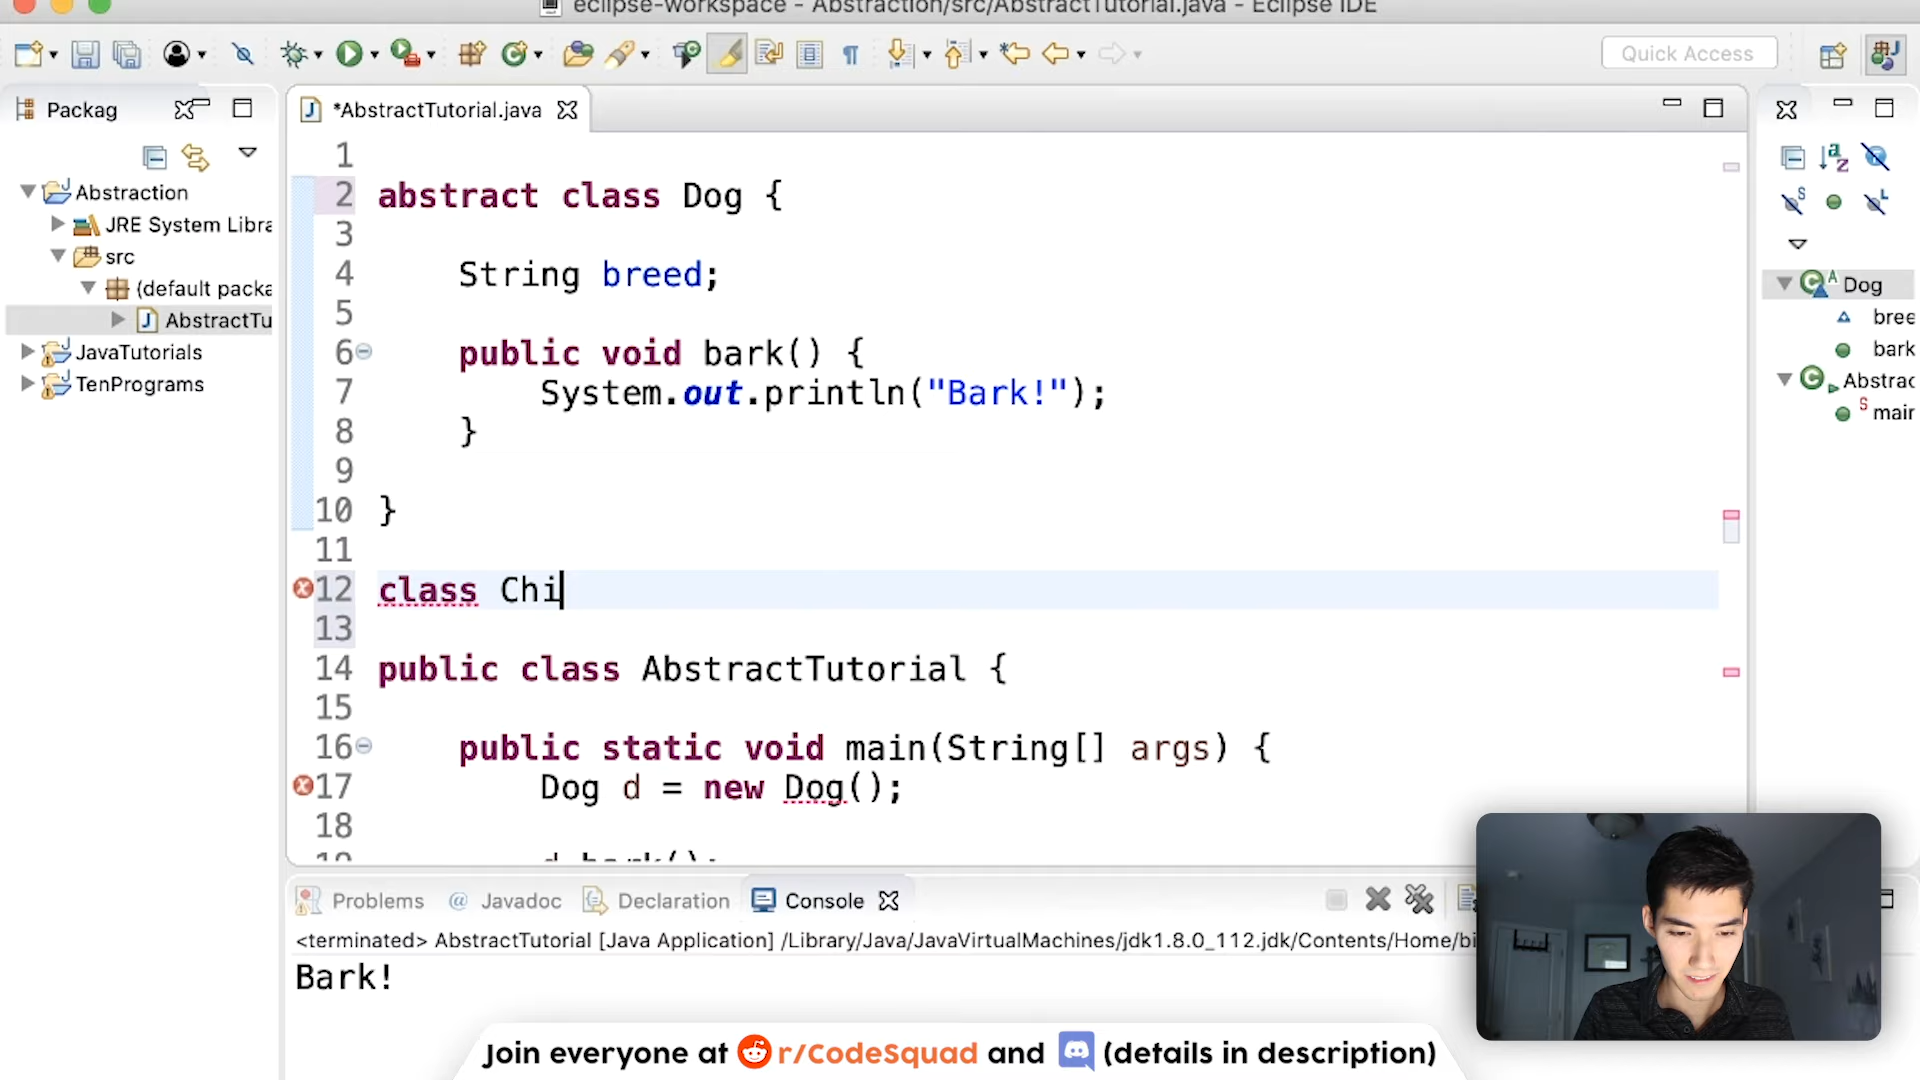 eclipse-workspace - Abstraction/src/AbstractTutorial.java - Eclipse IDE
Quick Access
Packag
*AbstractTutorial.java
Abstraction
JRE System Libra
src
(default packa
AbstractTu
JavaTutorials
TenPrograms
1
2 abstract class Dog {
3
4 String breed;
5
6 public void bark() {
7 System.out.println("Bark!");
8 }
9
10 }
11
12 class Chi
13
14 public class AbstractTutorial {
15
16 public static void main(String[] args) {
17 Dog d = new Dog();
18
19 d.bark();
Dog
bree
bark
Abstrac
main
Problems @ Javadoc Declaration Console
<terminated> AbstractTutorial [Java Application] /Library/Java/JavaVirtualMachines/jdk1.8.0_112.jdk/Contents/Home/bi
Bark!
Join everyone at r/CodeSquad and (details in description)